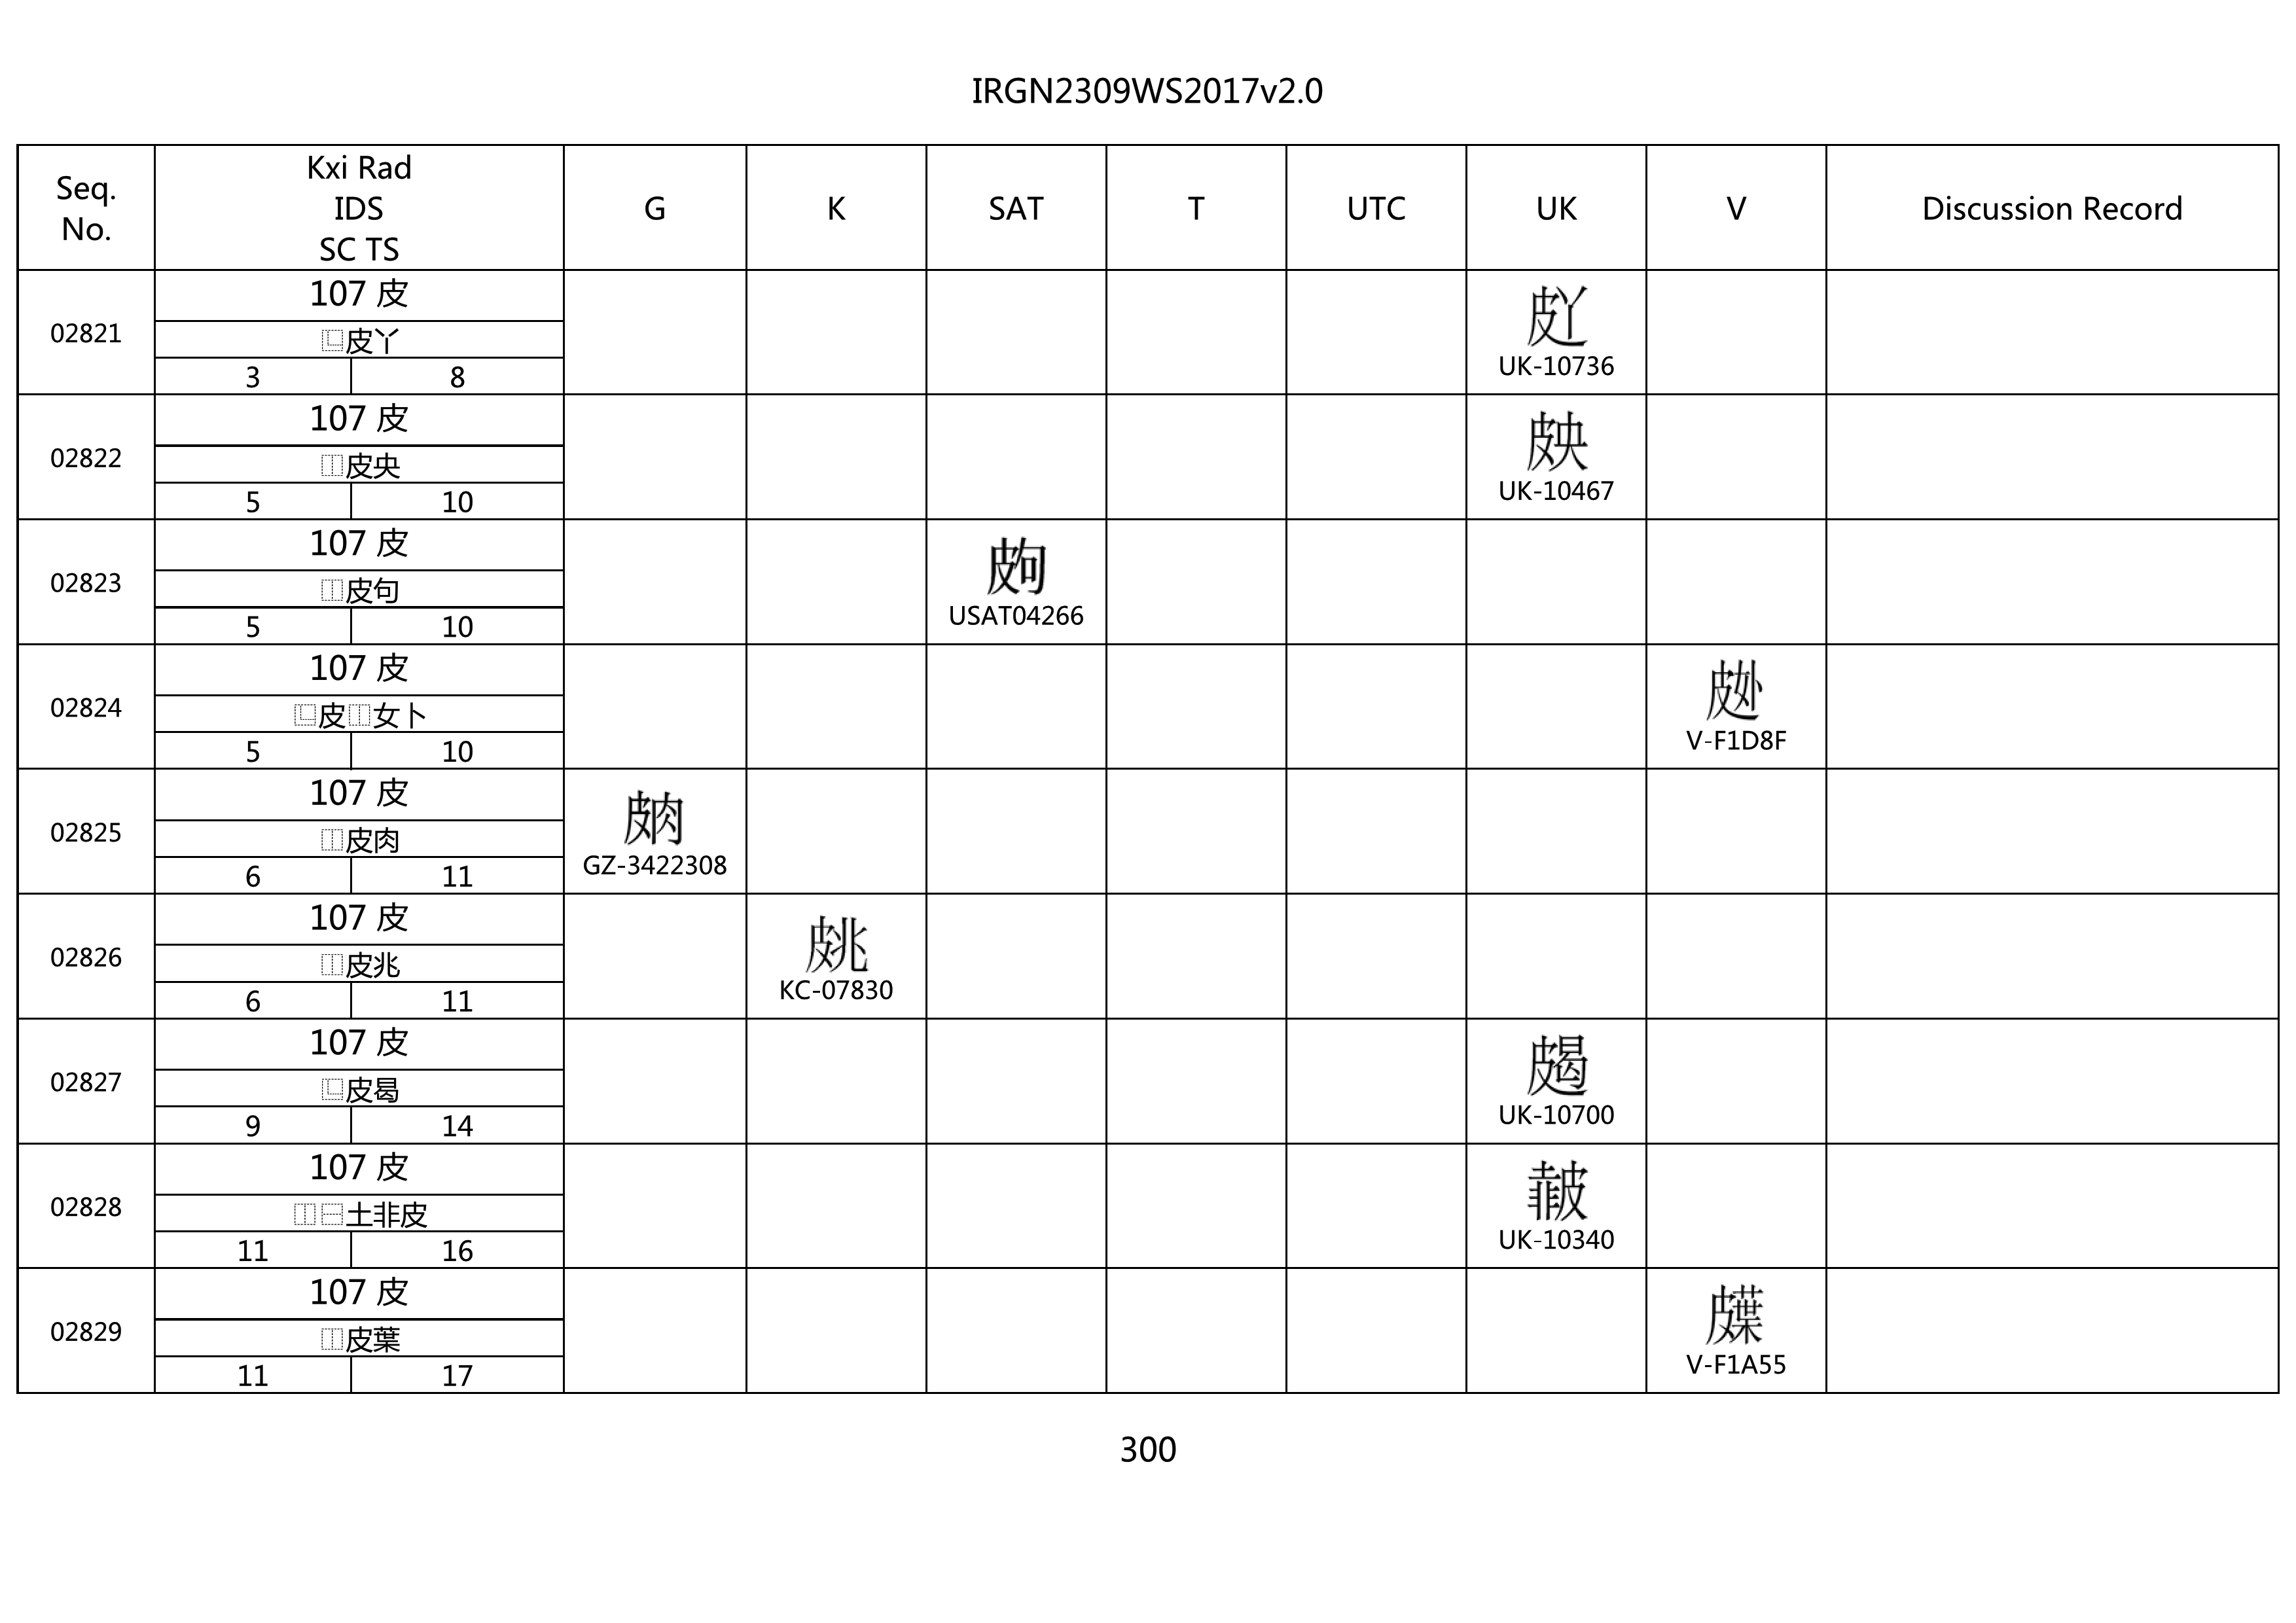 IRGN2309WS2017v2.0
Seq. No. Kxi Rad IDS SC TS G K SAT T UTC UK V Discussion Record
107 皮
02821 ⿺皮丫 UK-10736
3 8
107 皮
02822 ⿰皮央 UK-10467
5 10
107 皮
02823 ⿰皮句 USAT04266
5 10
107 皮
02824 ⿺皮⿰女卜 V-F1D8F
5 10
107 皮
02825 ⿰皮肉 GZ-3422308
6 11
107 皮
02826 ⿰皮兆 KC-07830
6 11
107 皮
02827 ⿺皮曷 UK-10700
9 14
107 皮
02828 ⿰⿱土非皮 UK-10340
11 16
107 皮
02829 ⿰皮葉 V-F1A55
11 17
300